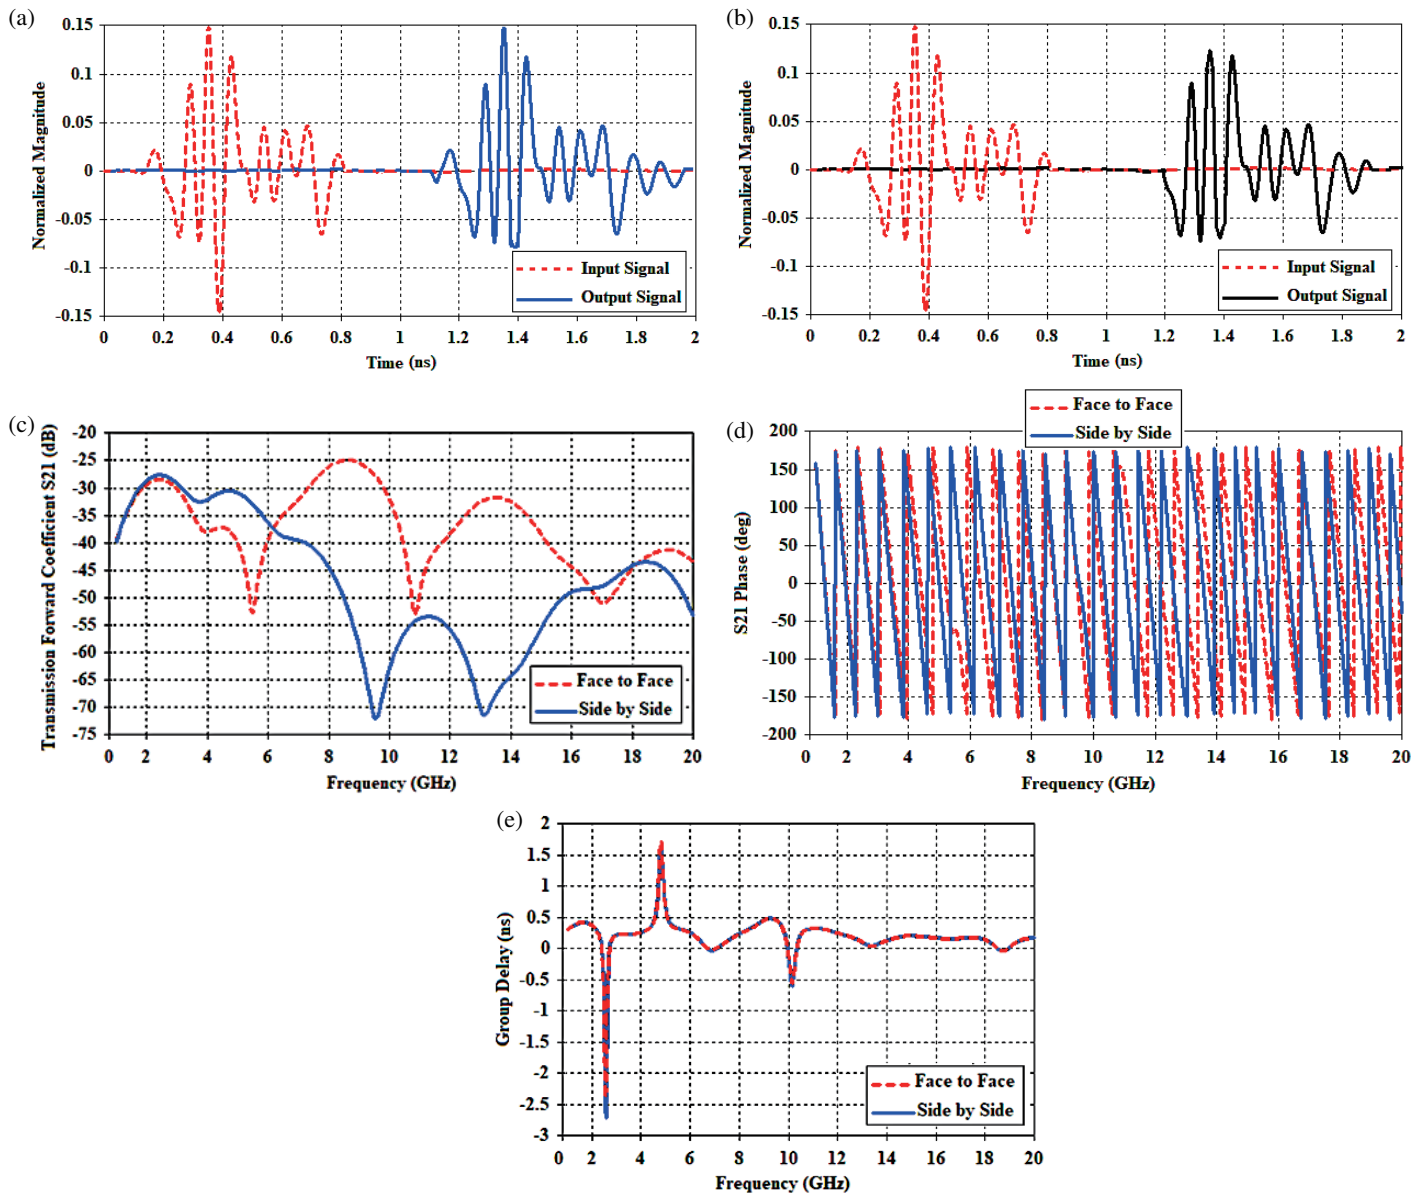 (a)
0.15
0.1
0.05
0
-0.05
-0.1
-0.15
Normalized Magnitude
Input Signal
Output Signal
0 0.2 0.4 0.6 0.8 1 1.2 1.4 1.6 1.8 2
Time (ns)
(b)
0.15
0.1
0.05
0
-0.05
-0.1
-0.15
Normalized Magnitude
Input Signal
Output Signal
0 0.2 0.4 0.6 0.8 1 1.2 1.4 1.6 1.8 2
Time (ns)
(c)
-20
-25
-30
-35
-40
-45
-50
-55
-60
-65
-70
-75
Transmission Forward Coefficient S21 (dB)
Face to Face
Side by Side
0 2 4 6 8 10 12 14 16 18 20
Frequency (GHz)
(d)
Face to Face
Side by Side
200
150
100
50
0
-50
-100
-150
-200
S21 Phase (deg)
0 2 4 6 8 10 12 14 16 18 20
Frequency (GHz)
(e)
2
1.5
1
0.5
0
-0.5
-1
-1.5
-2
-2.5
-3
Group Delay (ns)
Face to Face
Side by Side
0 2 4 6 8 10 12 14 16 18 20
Frequency (GHz)